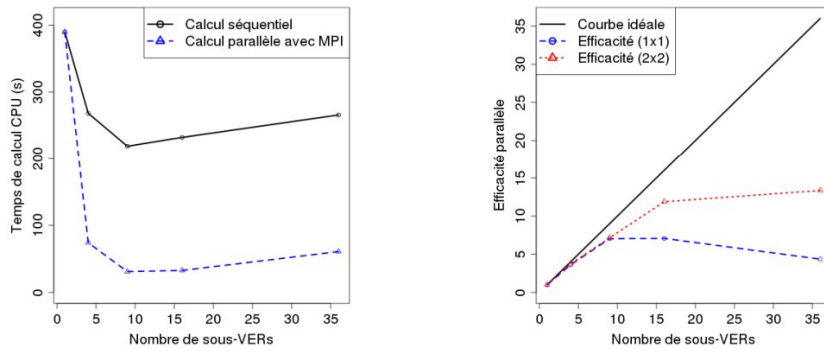 Temps de calcul CPU (s)
400
300
200
100
0
Calcul séquentiel
Calcul parallèle avec MPI
0 5 10 15 20 25 30 35
Nombre de sous-VERs
Efficacité parallèle
35
30
25
20
15
10
5
0
Courbe idéale
Efficacité (1x1)
Efficacité (2x2)
0 5 10 15 20 25 30 35
Nombre de sous-VERs